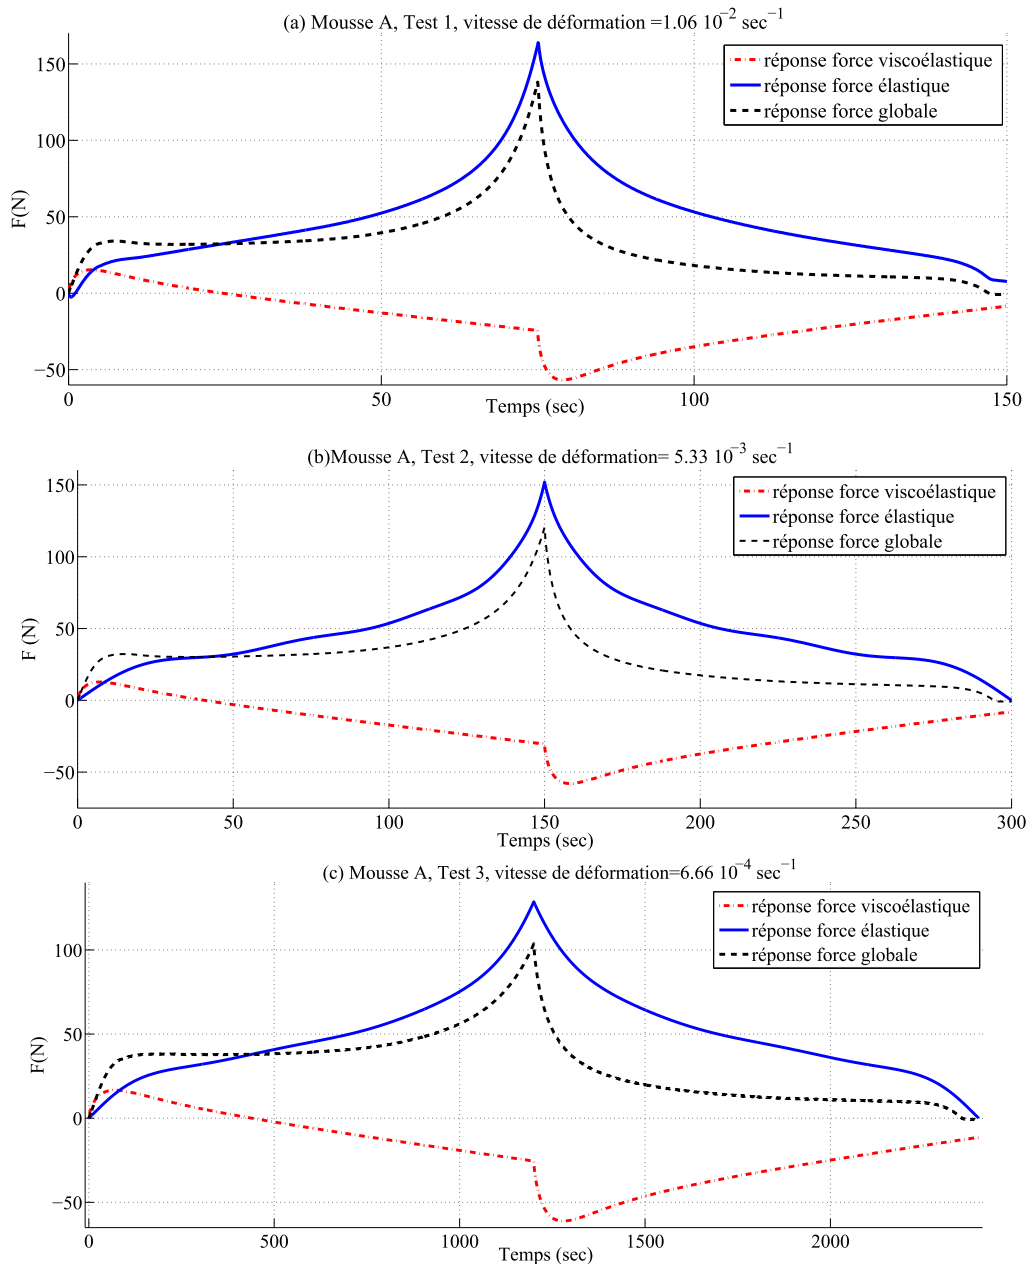 (a) Mousse A, Test 1, vitesse de déformation =1.06 10⁻² sec⁻¹
réponse force viscoélastique
réponse force élastique
réponse force globale
F(N)
150
100
50
0
−50
0 50 100 150
Temps (sec)
(b)Mousse A, Test 2, vitesse de déformation= 5.33 10⁻³ sec⁻¹
réponse force viscoélastique
réponse force élastique
réponse force globale
F (N)
150
100
50
0
−50
0 50 100 150 200 250 300
Temps (sec)
(c) Mousse A, Test 3, vitesse de déformation=6.66 10⁻⁴ sec⁻¹
réponse force viscoélastique
réponse force élastique
réponse force globale
F(N)
100
50
0
−50
0 500 1000 1500 2000
Temps (sec)